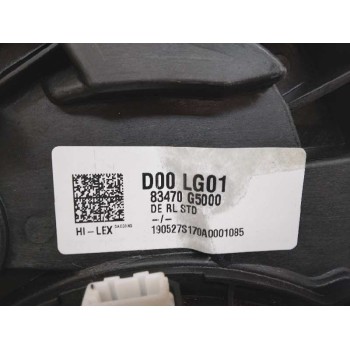 D00 LG01
83470 G5000
DE RL STD
-/-
HI-LEX
190527S170A0001085